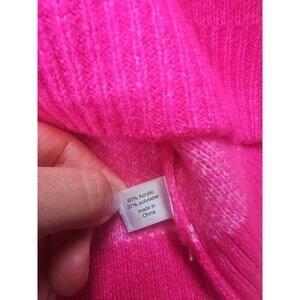 63% Acrylic
37% polyester
made in
China